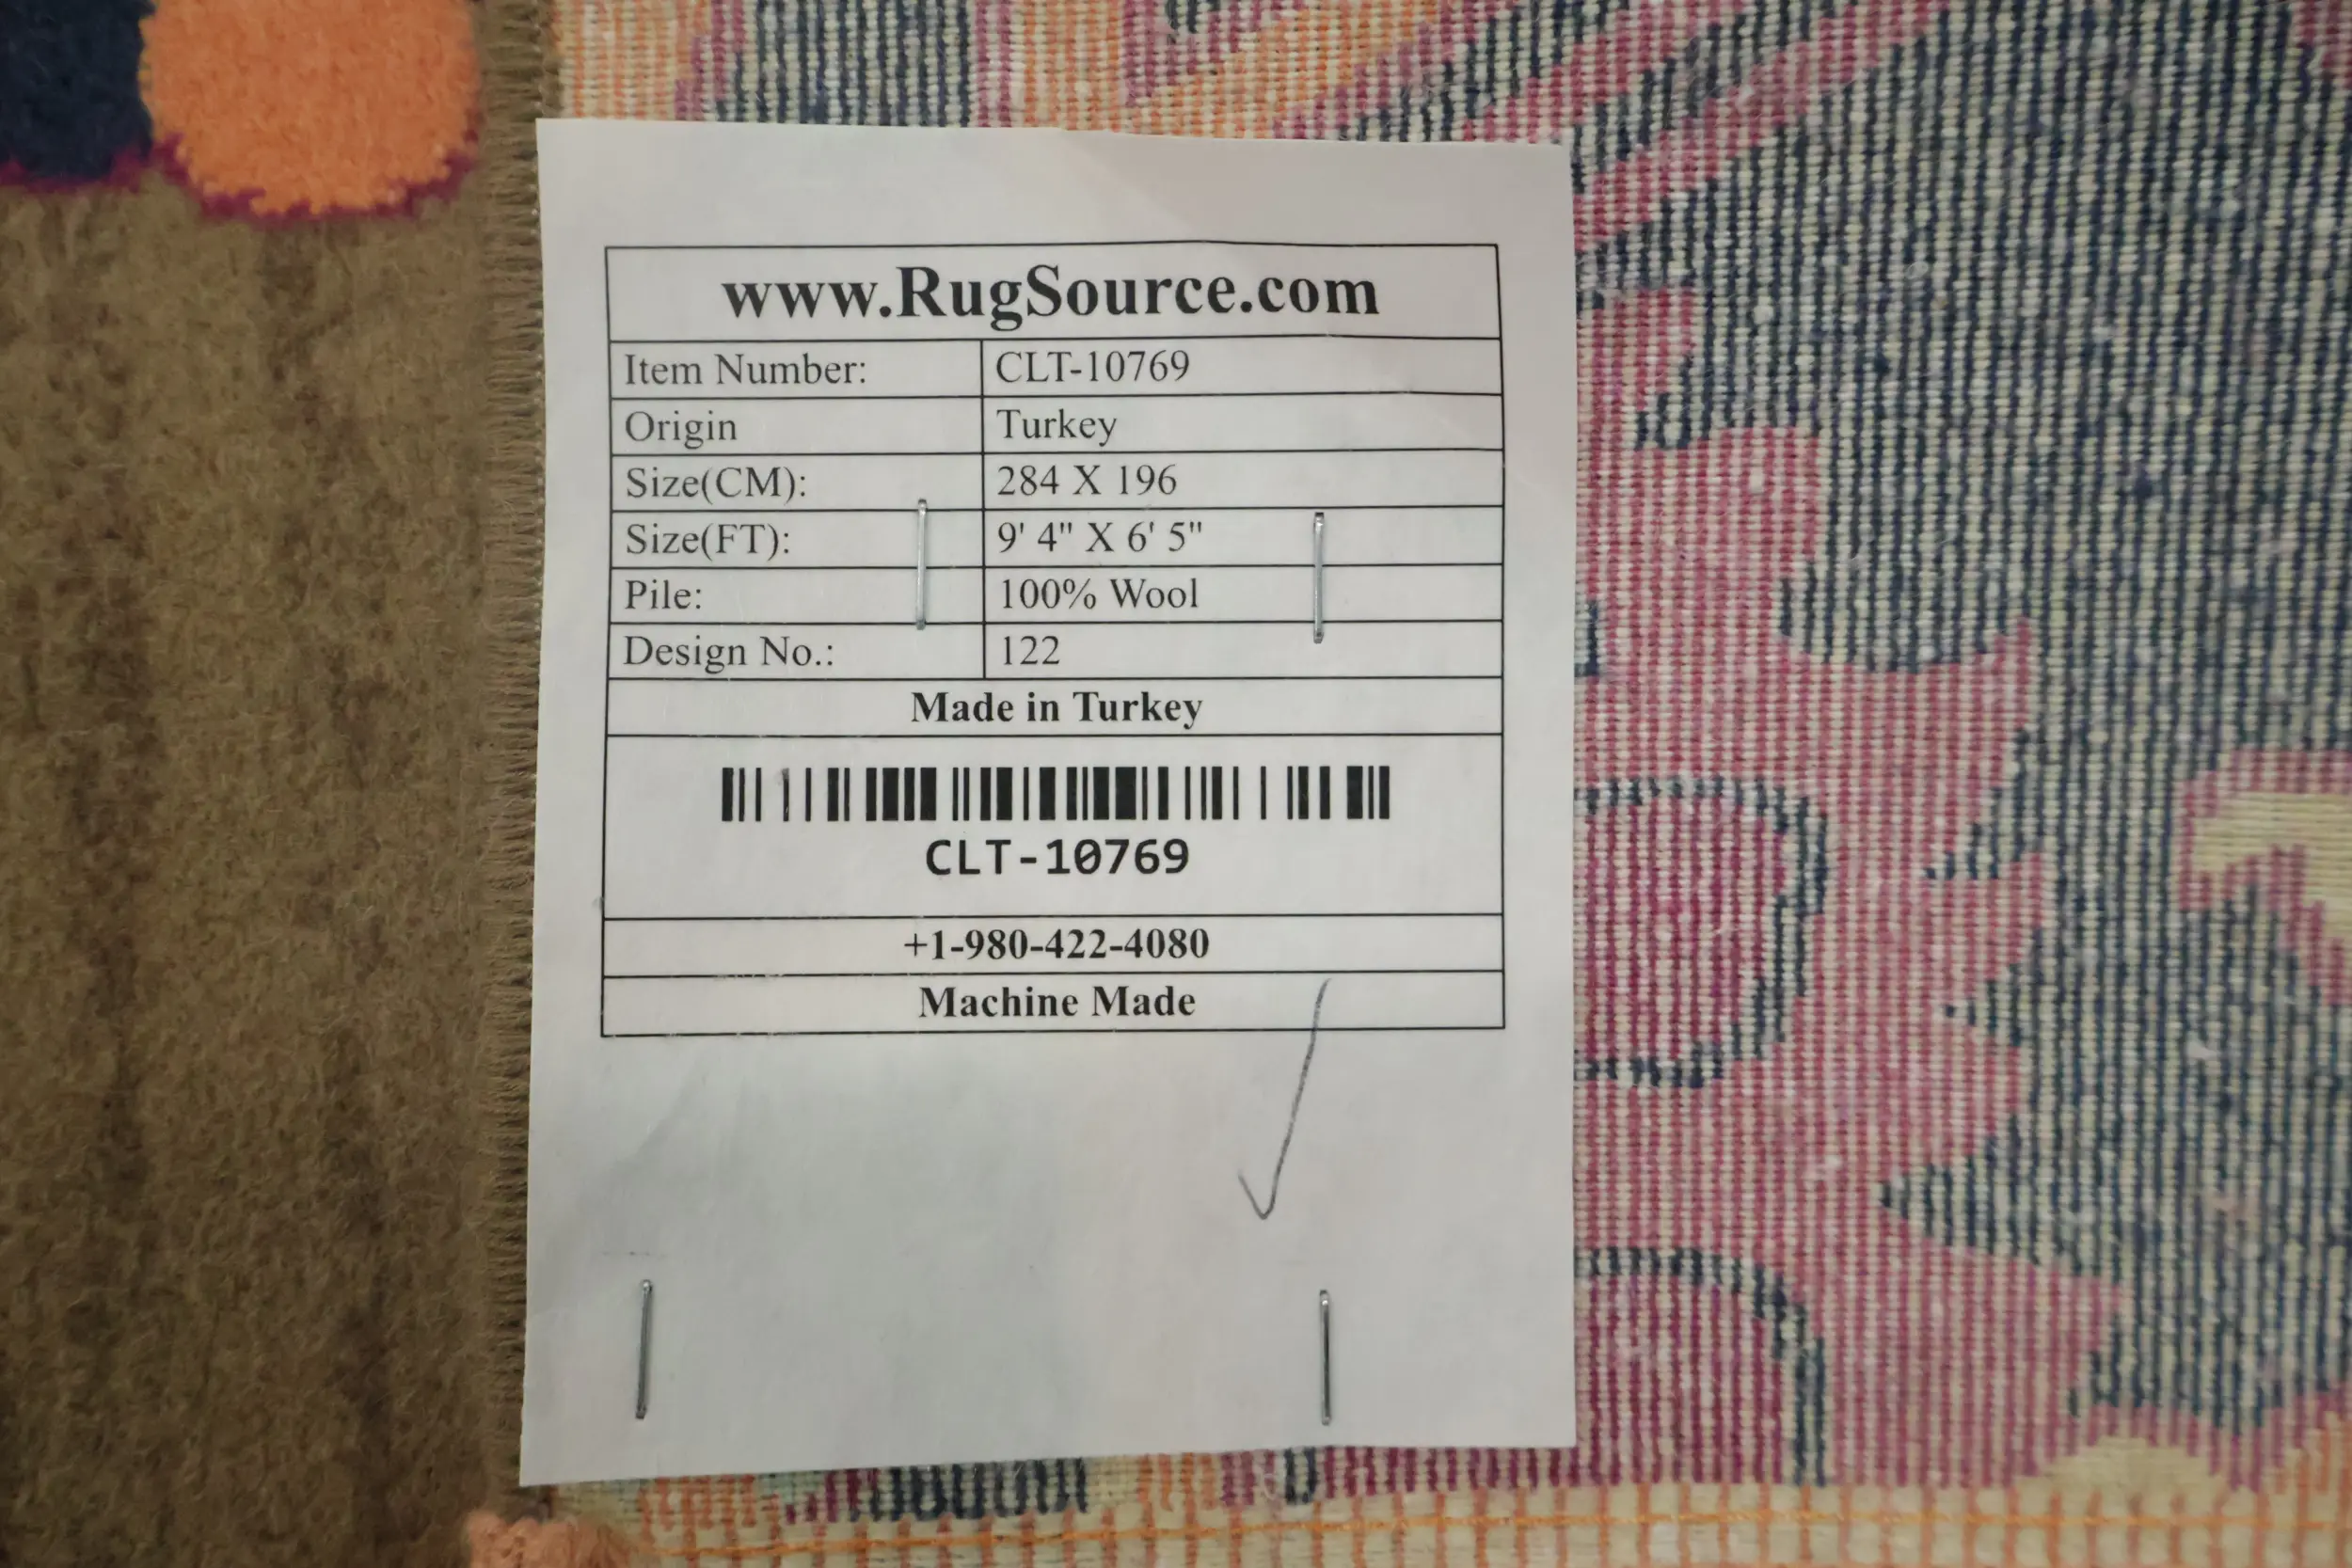 www.RugSource.com
Item Number: CLT-10769
Origin Turkey
Size(CM): 284 X 196
Size(FT): 9' 4" X 6' 5"
Pile: 100% Wool
Design No.: 122
Made in Turkey
CLT-10769
+1-980-422-4080
Machine Made